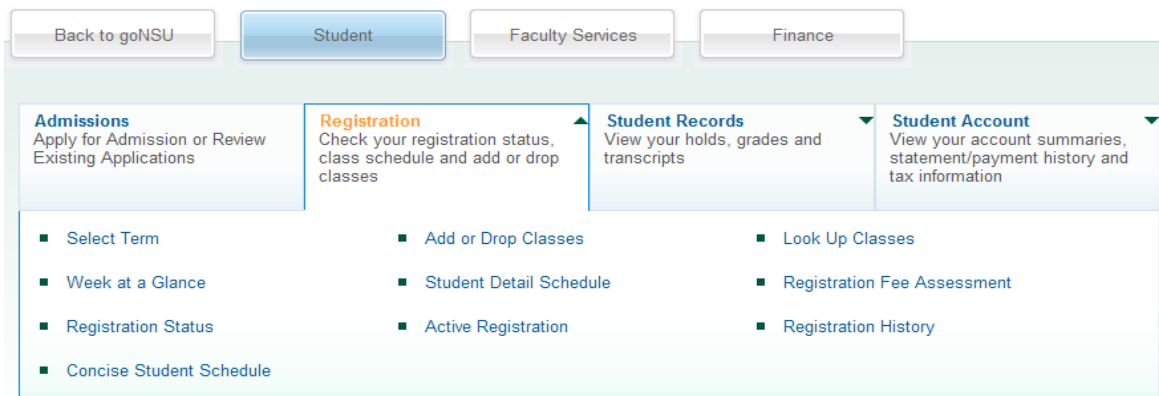 Back to goNSU
Student
Faculty Services
Finance
Admissions
Apply for Admission or Review
Existing Applications
Registration
Check your registration status,
class schedule and add or drop
classes
Student Records
View your holds, grades and
transcripts
Student Account
View your account summaries,
statement/payment history and
tax information
Select Term
Add or Drop Classes
Look Up Classes
Week at a Glance
Student Detail Schedule
Registration Fee Assessment
Registration Status
Active Registration
Registration History
Concise Student Schedule